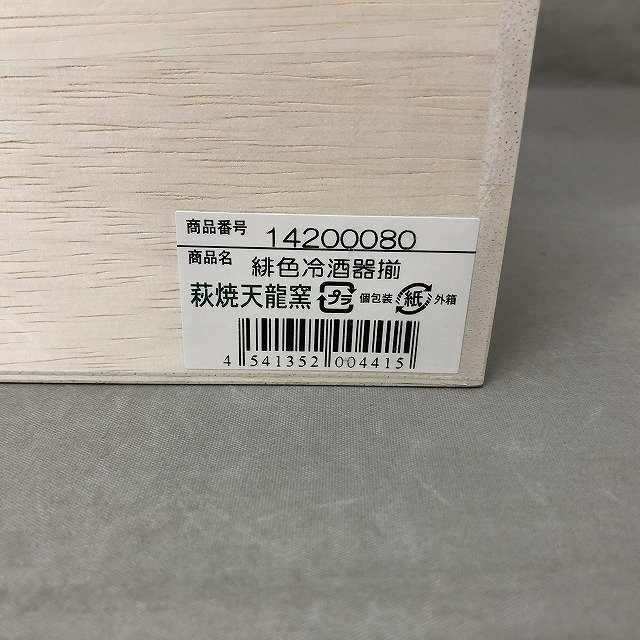 商品番号 14200080
商品名 緋色冷酒器揃
萩焼天龍窯 プラ 個包装 紙 外箱
4 541352 004415